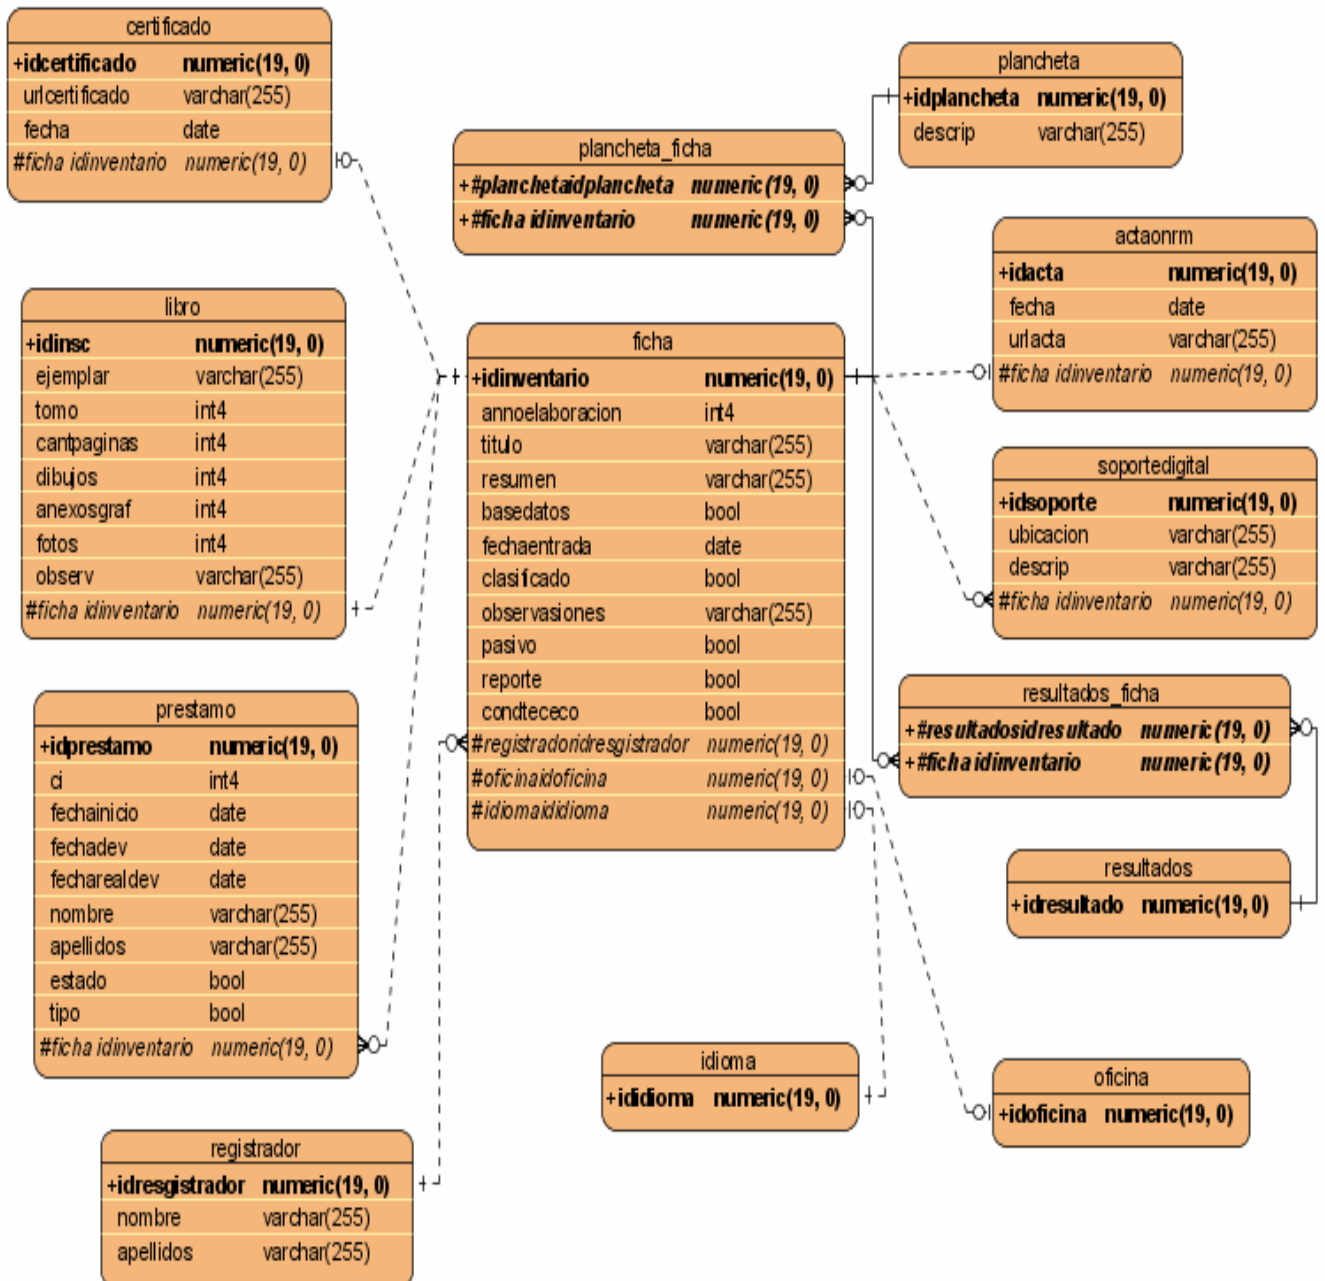 certificado
+idcertificado numeric(19, 0)
urlcertificado varchar(255)
fecha date
#ficha idinventario numeric(19, 0)
plancheta
+idplancheta numeric(19, 0)
descrip varchar(255)
plancheta_ficha
+#planchetaidplancheta numeric(19, 0)
+#ficha idinventario numeric(19, 0)
actaonrm
+idacta numeric(19, 0)
fecha date
urlacta varchar(255)
#ficha idinventario numeric(19, 0)
libro
+idinsc numeric(19, 0)
ejemplar varchar(255)
tomo int4
cantpaginas int4
dibujos int4
anexosgraf int4
fotos int4
observ varchar(255)
#ficha idinventario numeric(19, 0)
ficha
+idinventario numeric(19, 0)
annoelaboracion int4
titulo varchar(255)
resumen varchar(255)
basedatos bool
fechaentrada date
clasificado bool
observasiones varchar(255)
pasivo bool
reporte bool
condtececo bool
#registradoridresgistrador numeric(19, 0)
#oficinaidoficina numeric(19, 0)
#idiomaididioma numeric(19, 0)
soportedigital
+idsoporte numeric(19, 0)
ubicacion varchar(255)
descrip varchar(255)
#ficha idinventario numeric(19, 0)
resultados_ficha
+#resultadosidresultado numeric(19, 0)
+#ficha idinventario numeric(19, 0)
prestamo
+idprestamo numeric(19, 0)
ci int4
fechainicio date
fechadev date
fecharealdev date
nombre varchar(255)
apellidos varchar(255)
estado bool
tipo bool
#ficha idinventario numeric(19, 0)
resultados
+idresultado numeric(19, 0)
idioma
+ididioma numeric(19, 0)
oficina
+idoficina numeric(19, 0)
registrador
+idresgistrador numeric(19, 0)
nombre varchar(255)
apellidos varchar(255)